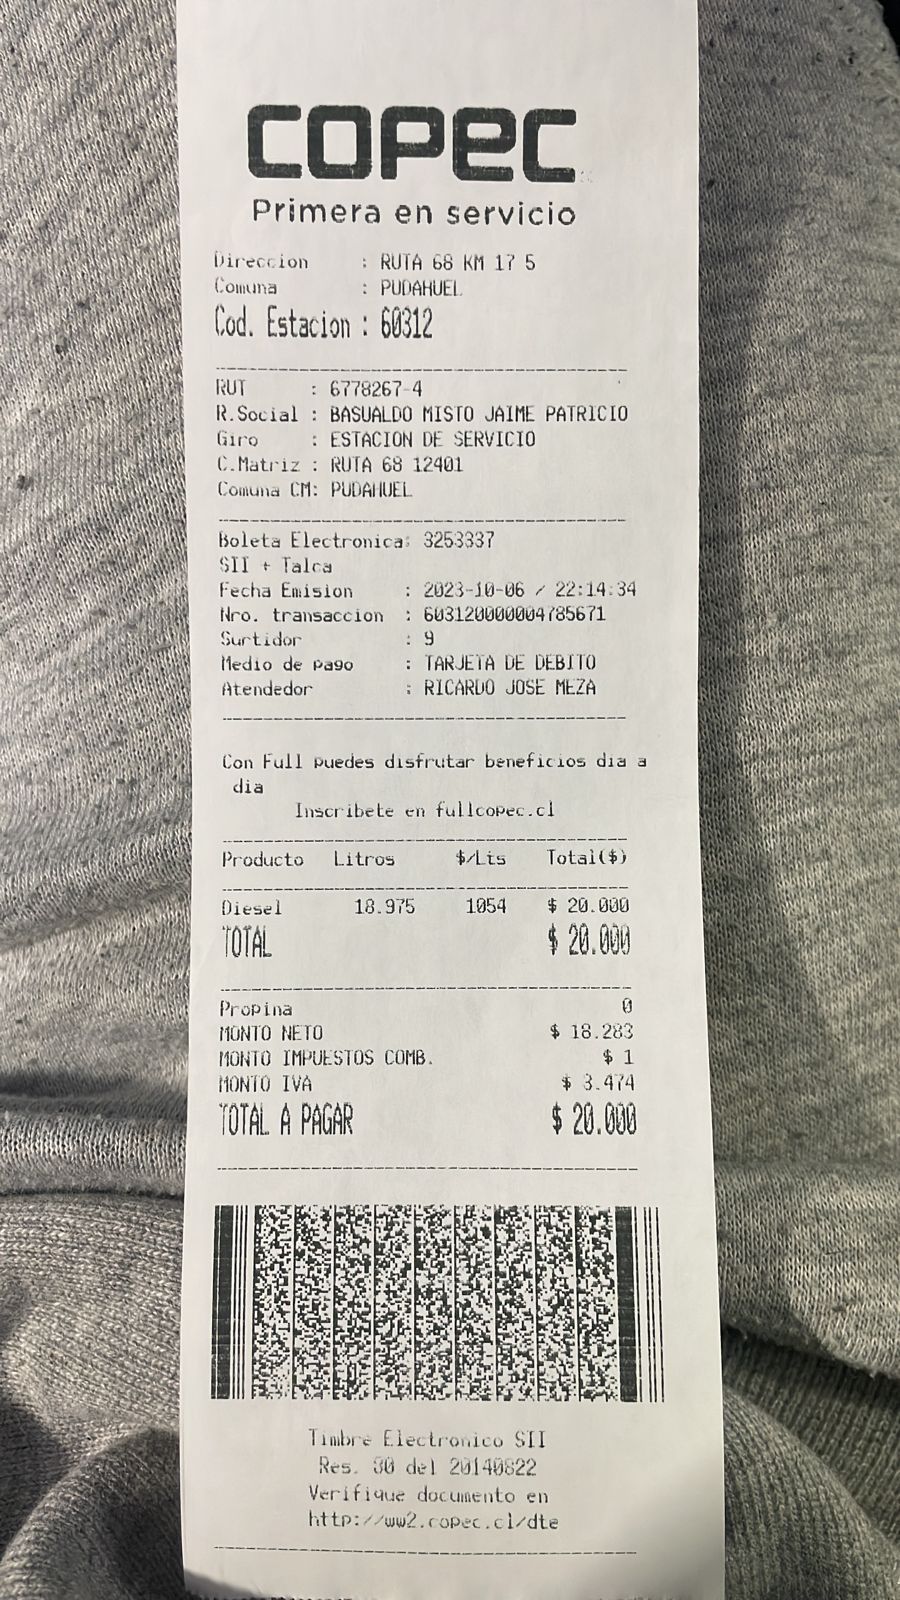 copec
Primera en servicio
Direccion : RUTA 68 KM 17 5
Comuna : PUDAHUEL
Cod. Estacion : 60312
RUT : 6778267-4
R.Social : BASUALDO MISTO JAIME PATRICIO
Giro : ESTACION DE SERVICIO
C.Matriz : RUTA 68 12401
Comuna CM: PUDAHUEL
Boleta Electronica: 3253337
SII + Talca
Fecha Emision : 2023-10-06 / 22:14:34
Nro. transaccion : 603120000004785671
Surtidor : 9
Medio de pago : TARJETA DE DEBITO
Atendedor : RICARDO JOSE MEZA
Con Full puedes disfrutar beneficios dia a
dia
Inscribete en fullcopec.cl
Producto Litros $/Lts Total($)
Diesel 18.975 1054 $ 20.000
TOTAL $ 20.000
Propina 0
MONTO NETO $ 18.283
MONTO IMPUESTOS COMB. $ 1
MONTO IVA $ 3.474
TOTAL A PAGAR $ 20.000
Timbre Electronico SII
Res. 80 del 20140822
Verifique documento en
http://ww2.copec.cl/dte